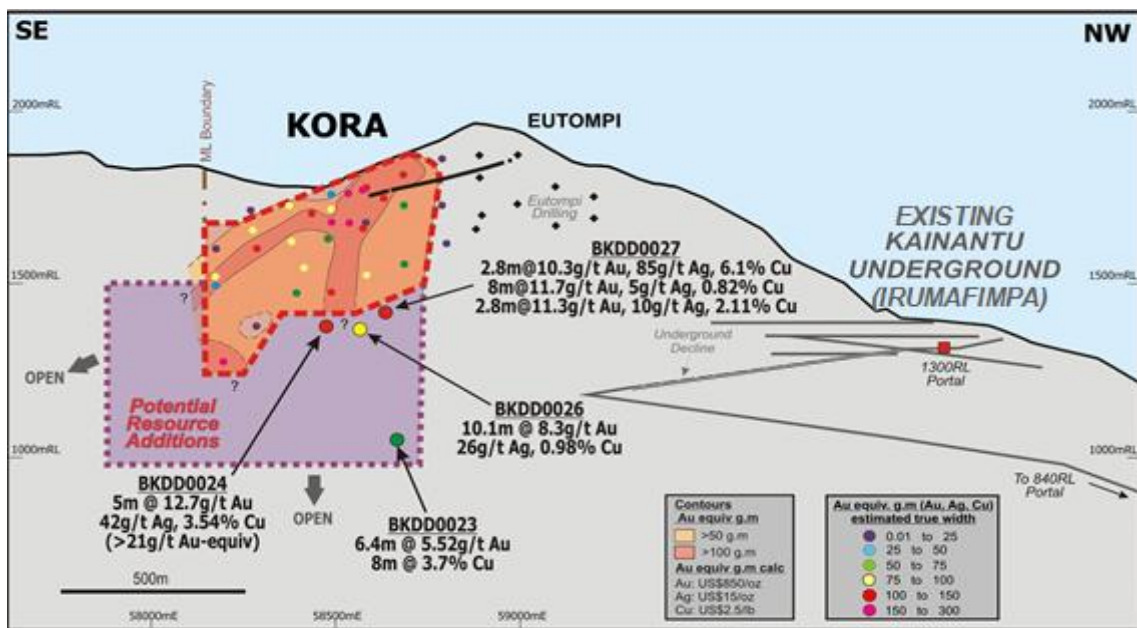 SE
NW
2000mRL
2000mRL
ML Boundary
KORA
EUTOMPI
Eutompi
Drilling
EXISTING
KAINANTU
UNDERGROUND
(IRUMAFIMPA)
BKDD0027
2.8m@10.3g/t Au, 85g/t Ag, 6.1% Cu
8m@11.7g/t Au, 5g/t Ag, 0.82% Cu
2.8m@11.3g/t Au, 10g/t Ag, 2.11% Cu
1500mRL
1500mRL
?
?
?
Underground
Decline
1300RL
Portal
OPEN
Potential
Resource
Additions
BKDD0026
10.1m @ 8.3g/t Au
26g/t Ag, 0.98% Cu
1000mRL
1000mRL
To 840RL
Portal
BKDD0024
5m @ 12.7g/t Au
42g/t Ag, 3.54% Cu
(>21g/t Au-equiv)
OPEN
BKDD0023
6.4m @ 5.52g/t Au
8m @ 3.7% Cu
500m
58000mE
58500mE
59000mE
Contours
Au equiv g.m
>50 g.m
>100 g.m
Au equiv g.m calc
Au: US$850/oz
Ag: US$15/oz
Cu: US$2.5/lb
Au equiv. g.m (Au, Ag, Cu)
estimated true width
0.01 to 25
25 to 50
50 to 75
75 to 100
100 to 150
150 to 300